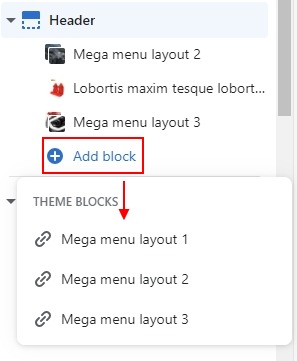 Header
Mega menu layout 2
Lobortis maxim tesque lobort...
Mega menu layout 3
Add block
THEME BLOCKS
Mega menu layout 1
Mega menu layout 2
Mega menu layout 3